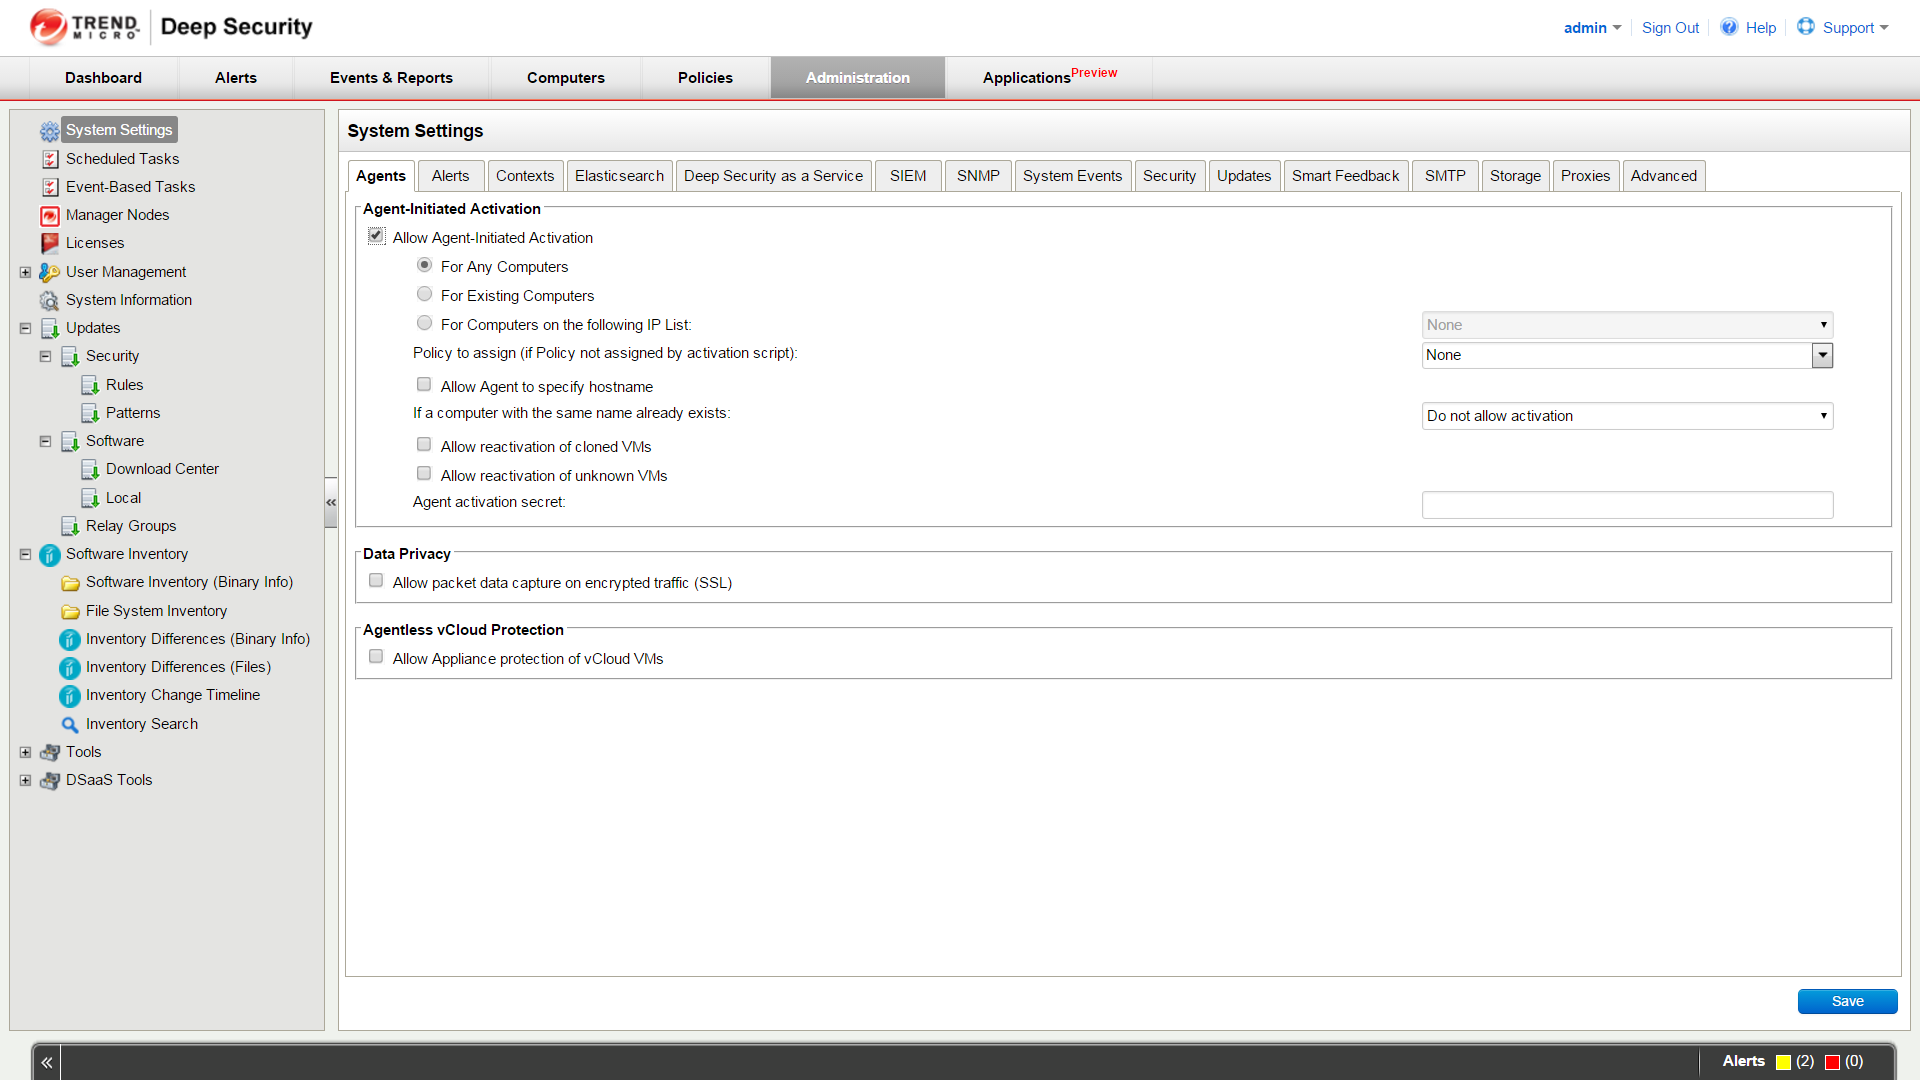 TREND MICRO Deep Security
admin Sign Out Help Support
Dashboard Alerts Events & Reports Computers Policies Administration Applications Preview
System Settings
Scheduled Tasks
Event-Based Tasks
Manager Nodes
Licenses
User Management
System Information
Updates
Security
Rules
Patterns
Software
Download Center
Local
Relay Groups
Software Inventory
Software Inventory (Binary Info)
File System Inventory
Inventory Differences (Binary Info)
Inventory Differences (Files)
Inventory Change Timeline
Inventory Search
Tools
DSaaS Tools
«
System Settings
Agents Alerts Contexts Elasticsearch Deep Security as a Service SIEM SNMP System Events Security Updates Smart Feedback SMTP Storage Proxies Advanced
Agent-Initiated Activation
Allow Agent-Initiated Activation
For Any Computers
For Existing Computers
For Computers on the following IP List: None
Policy to assign (if Policy not assigned by activation script): None
Allow Agent to specify hostname
If a computer with the same name already exists: Do not allow activation
Allow reactivation of cloned VMs
Allow reactivation of unknown VMs
Agent activation secret:
Data Privacy
Allow packet data capture on encrypted traffic (SSL)
Agentless vCloud Protection
Allow Appliance protection of vCloud VMs
Save
« Alerts (2) (0)